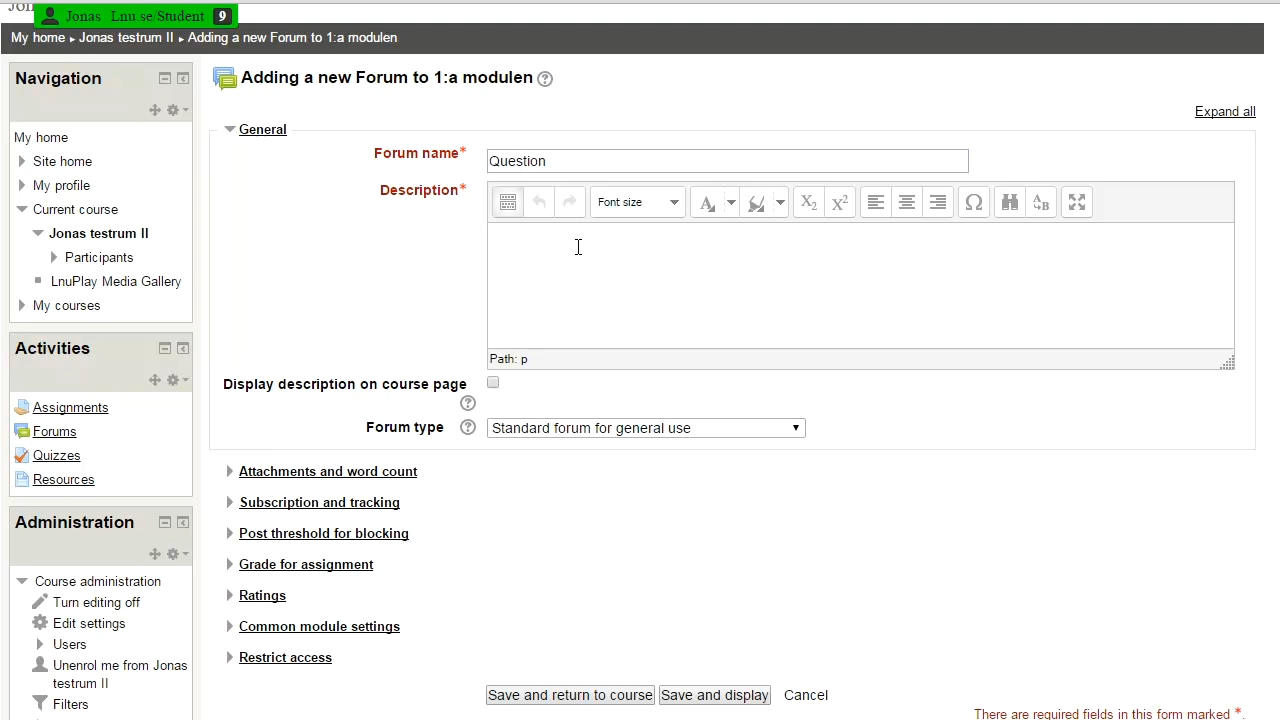 Jonas Lnu.se/Student 9
My home ▸ Jonas testrum II ▸ Adding a new Forum to 1:a modulen
Navigation
My home
Site home
My profile
Current course
Jonas testrum II
Participants
LnuPlay Media Gallery
My courses
Activities
Assignments
Forums
Quizzes
Resources
Administration
Course administration
Turn editing off
Edit settings
Users
Unenrol me from Jonas
testrum II
Filters
Adding a new Forum to 1:a modulen
Expand all
General
Forum name* Question
Description*
Font size
Path: p
Display description on course page
Forum type Standard forum for general use
Attachments and word count
Subscription and tracking
Post threshold for blocking
Grade for assignment
Ratings
Common module settings
Restrict access
Save and return to course Save and display Cancel
There are required fields in this form marked *.